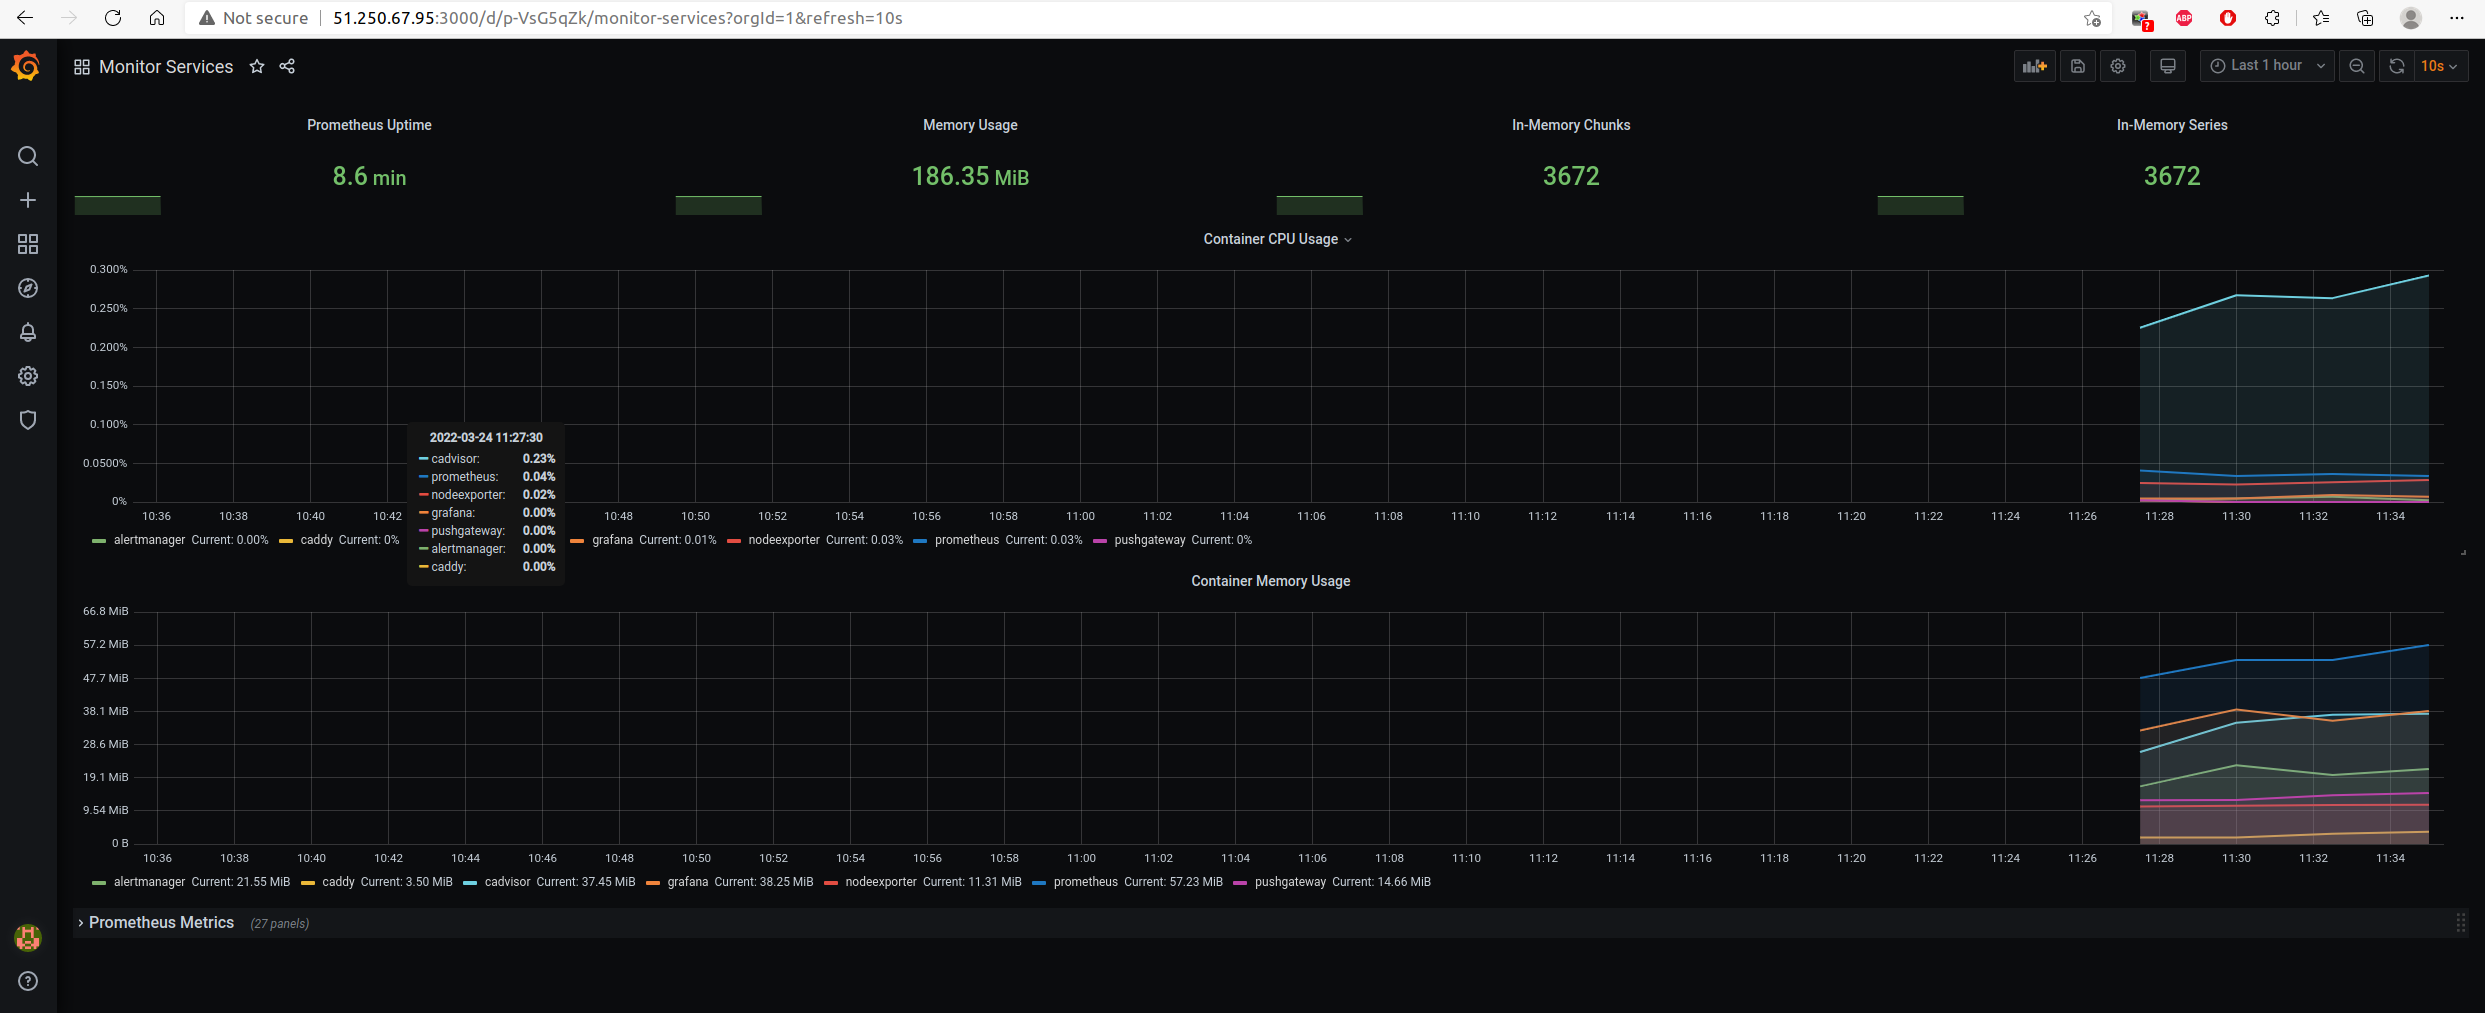 Not secure 51.250.67.95:3000/d/p-VsG5qZk/monitor-services?orgId=1&refresh=10s
ABP
?
Monitor Services
Last 1 hour
10s
Prometheus Uptime
8.6 min
Memory Usage
186.35 MiB
In-Memory Chunks
3672
In-Memory Series
3672
Container CPU Usage
0.300%
0.250%
0.200%
0.150%
0.100%
0.0500%
0%
10:36 10:38 10:40 10:42 10:48 10:50 10:52 10:54 10:56 10:58 11:00 11:02 11:04 11:06 11:08 11:10 11:12 11:14 11:16 11:18 11:20 11:22 11:24 11:26 11:28 11:30 11:32 11:34
alertmanager Current: 0.00% caddy Current: 0% grafana Current: 0.01% nodeexporter Current: 0.03% prometheus Current: 0.03% pushgateway Current: 0%
2022-03-24 11:27:30
cadvisor: 0.23%
prometheus: 0.04%
nodeexporter: 0.02%
grafana: 0.00%
pushgateway: 0.00%
alertmanager: 0.00%
caddy: 0.00%
Container Memory Usage
66.8 MiB
57.2 MiB
47.7 MiB
38.1 MiB
28.6 MiB
19.1 MiB
9.54 MiB
0 B
10:36 10:38 10:40 10:42 10:44 10:46 10:48 10:50 10:52 10:54 10:56 10:58 11:00 11:02 11:04 11:06 11:08 11:10 11:12 11:14 11:16 11:18 11:20 11:22 11:24 11:26 11:28 11:30 11:32 11:34
alertmanager Current: 21.55 MiB caddy Current: 3.50 MiB cadvisor Current: 37.45 MiB grafana Current: 38.25 MiB nodeexporter Current: 11.31 MiB prometheus Current: 57.23 MiB pushgateway Current: 14.66 MiB
Prometheus Metrics (27 panels)